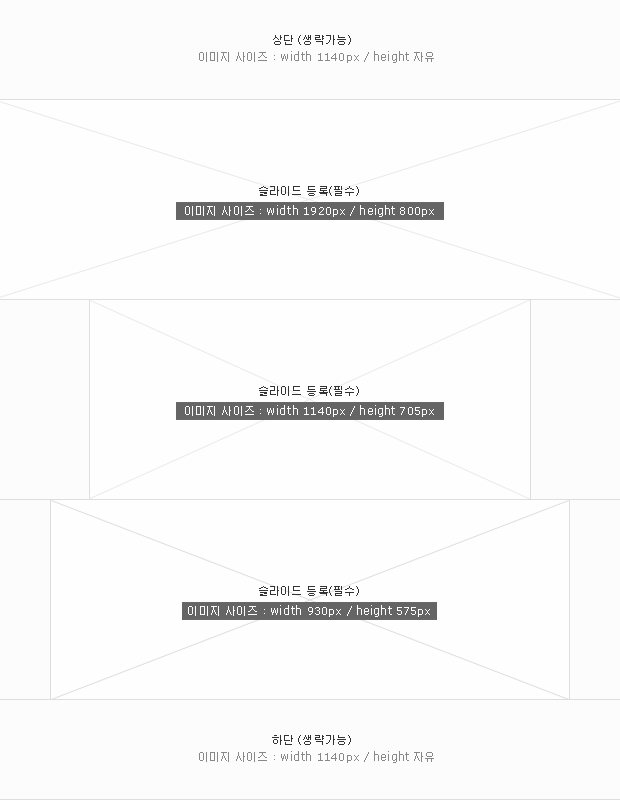 상단 (생략가능)
이미지 사이즈 : width 1140px / height 자유
슬라이드 등록(필수)
이미지 사이즈 : width 1920px / height 800px
슬라이드 등록(필수)
이미지 사이즈 : width 1140px / height 705px
슬라이드 등록(필수)
이미지 사이즈 : width 930px / height 575px
하단 (생략가능)
이미지 사이즈 : width 1140px / height 자유